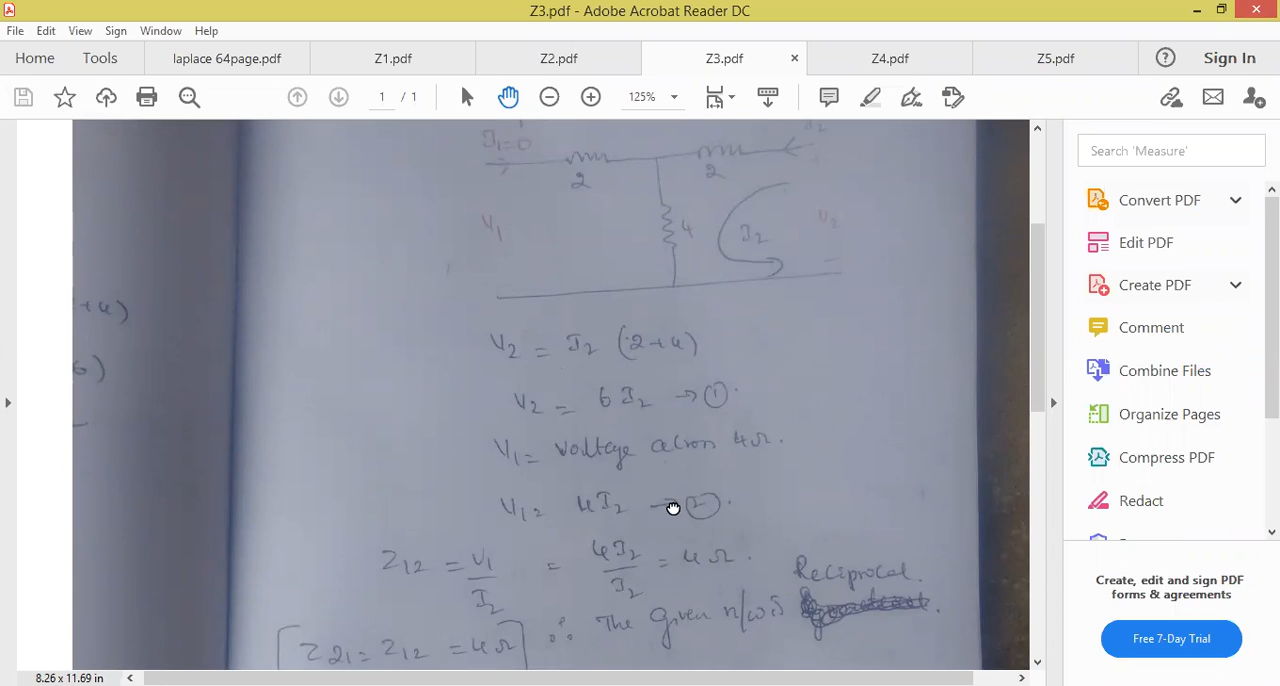 Z3.pdf - Adobe Acrobat Reader DC
File Edit View Sign Window Help
Home Tools laplace 64page.pdf Z1.pdf Z2.pdf Z3.pdf × Z4.pdf Z5.pdf ? Sign In
1 / 1 125%
Search 'Measure'
Convert PDF
Edit PDF
Create PDF
Comment
Combine Files
Organize Pages
Compress PDF
Redact
Create, edit and sign PDF
forms & agreements
Free 7-Day Trial
I₁=0
2 2
V₁ 4 I₂ V₂
+4)
V₂ = I₂ (2+4)
V₂ = 6 I₂ → ①.
V₁ = Voltage across 4Ω.
V₁ = 4I₂ → ②.
Z₁₂ = V₁/I₂ = 4I₂/I₂ = 4Ω.
Reciprocal.
[Z₂₁ = Z₁₂ = 4Ω] ∴ The given n/w is
8.26 x 11.69 in